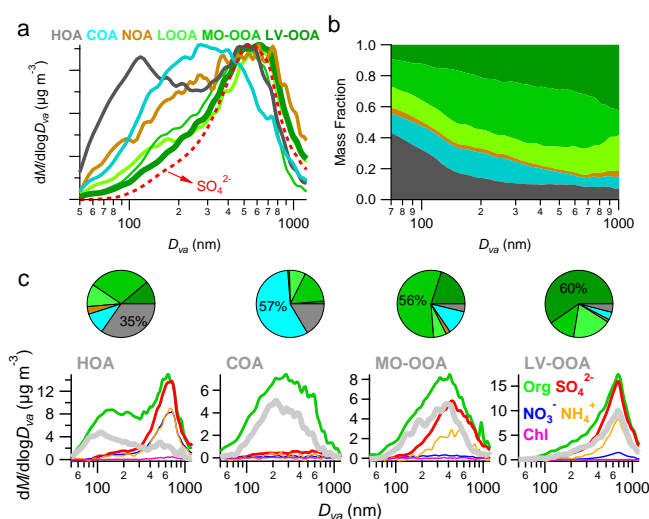 a
HOA COA NOA LOOA MO-OOA LV-OOA
dM/dlogDva (µg m-3)
SO42-
5 6 7 8 100 2 3 4 5 6 7 8 1000
Dva (nm)
b
Mass Fraction
1.0
0.8
0.6
0.4
0.2
0.0
7 8 9 100 2 3 4 5 6 7 8 9 1000
Dva (nm)
c
35%
57%
56%
60%
HOA
COA
MO-OOA
LV-OOA
dM/dlogDva (µg m-3)
15
10
5
0
6
4
2
0
8
6
4
2
0
15
10
5
0
Org SO42-
NO3- NH4+
Chl
6 100 2 4 6 1000
6 100 2 4 6 1000
6 100 2 4 6 1000
6 100 2 4 6 1000
Dva (nm)